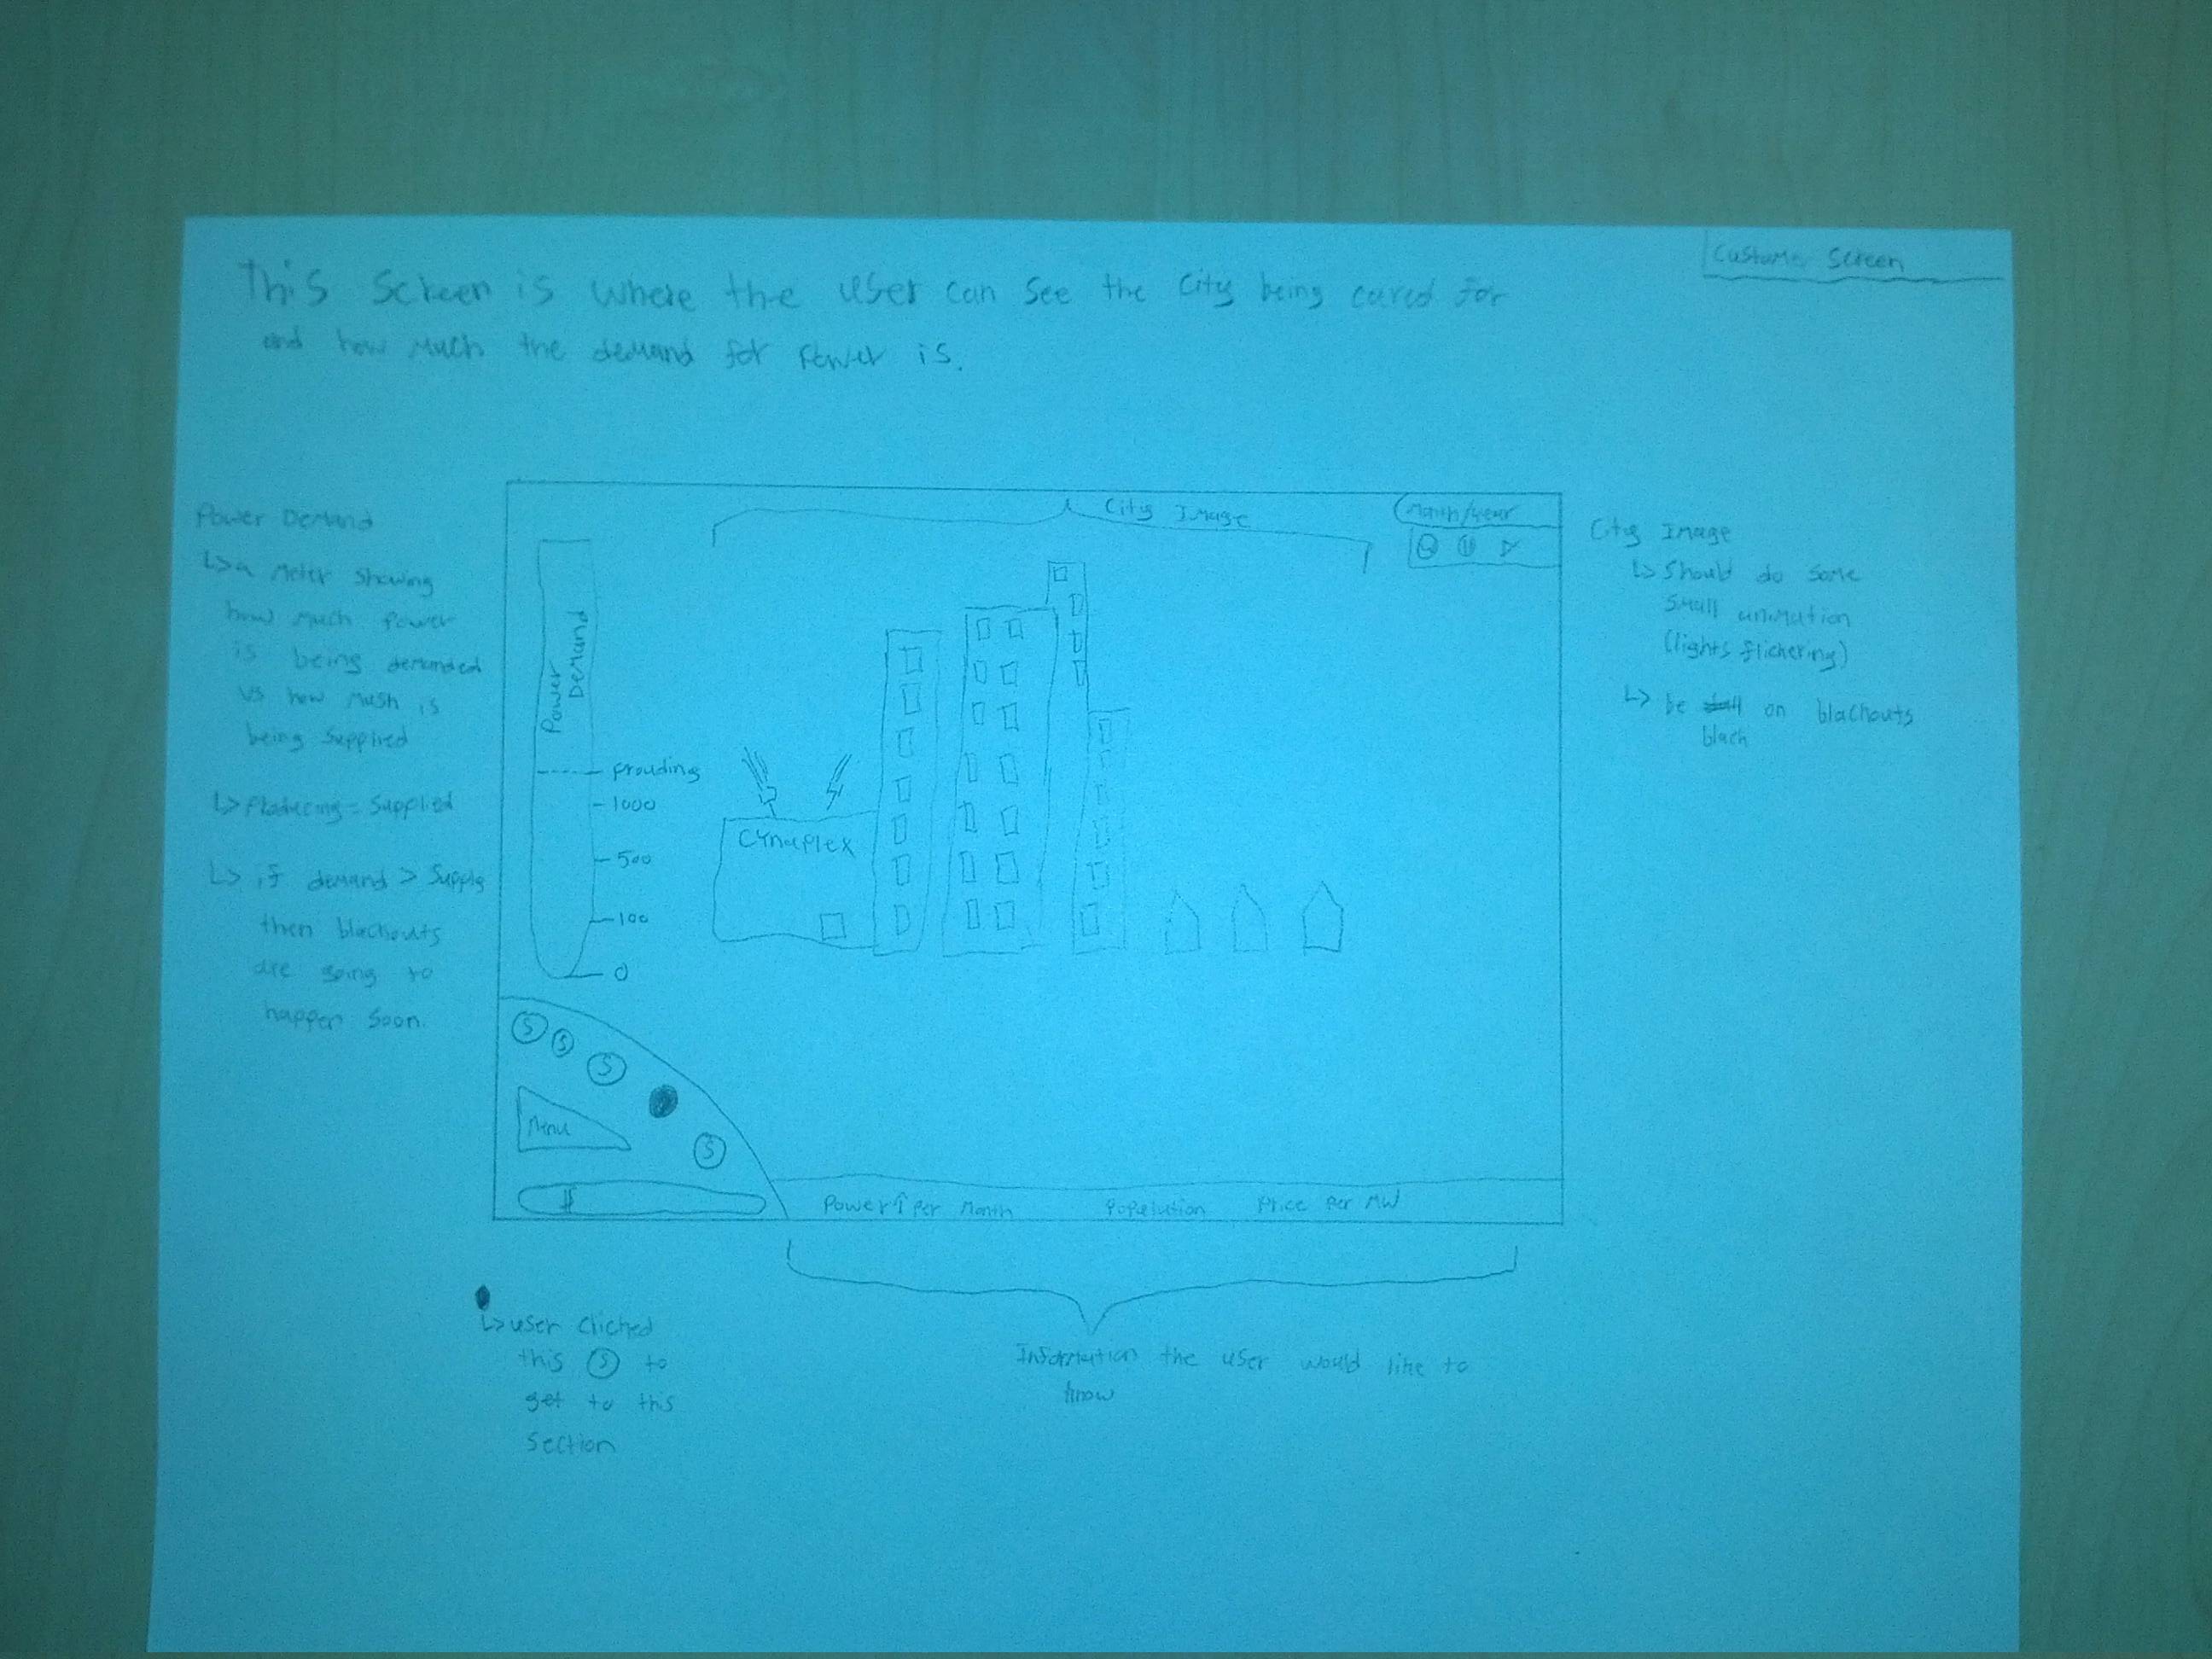 Customer Screen
This Screen is where the user can see the city being cared for
and how much the demand for Power is.
Power Demand
↳ a meter showing
how much power
is being demanded
vs how mush is
being supplied
↳ Producing = Supplied
↳ if demand > supply
then blackouts
are going to
happen soon.
City Image
Month/year
Power
Demand
1000
500
100
0
CYnaplex
S
S
S
S
Menu
$
Power ↑ per Month Population Price per MW
City Image
↳ Should do some
small animation
(lights flickering)
↳ be on blackouts
black
↳ user clicked
this S to
get to this
section
Information the user would like to
know